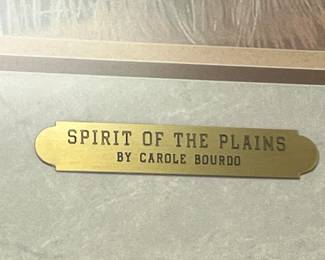 SPIRIT OF THE PLAINS
BY CAROLE BOURDO